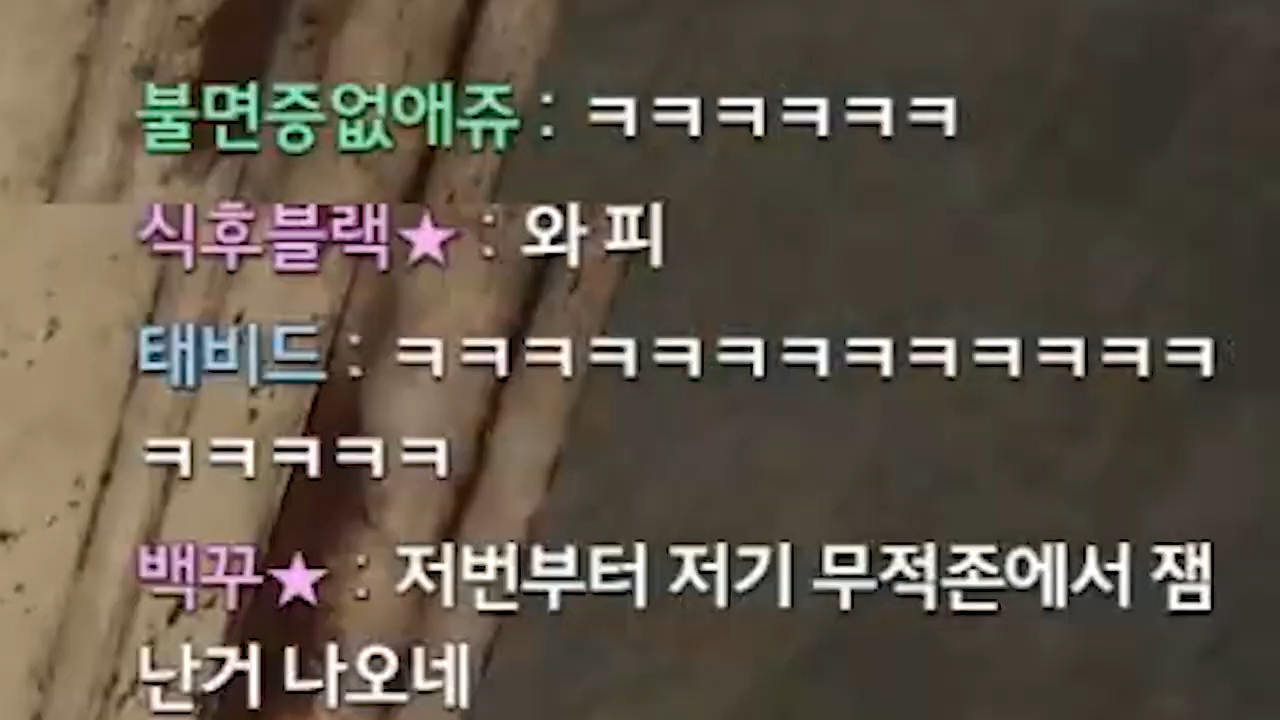 불면증없애쥬 : ㅋㅋㅋㅋㅋㅋ
식후블랙★ : 와 피
태비드 : ㅋㅋㅋㅋㅋㅋㅋㅋㅋㅋㅋㅋㅋ
ㅋㅋㅋㅋㅋ
백꾸★ : 저번부터 저기 무적존에서 잼
난거 나오네